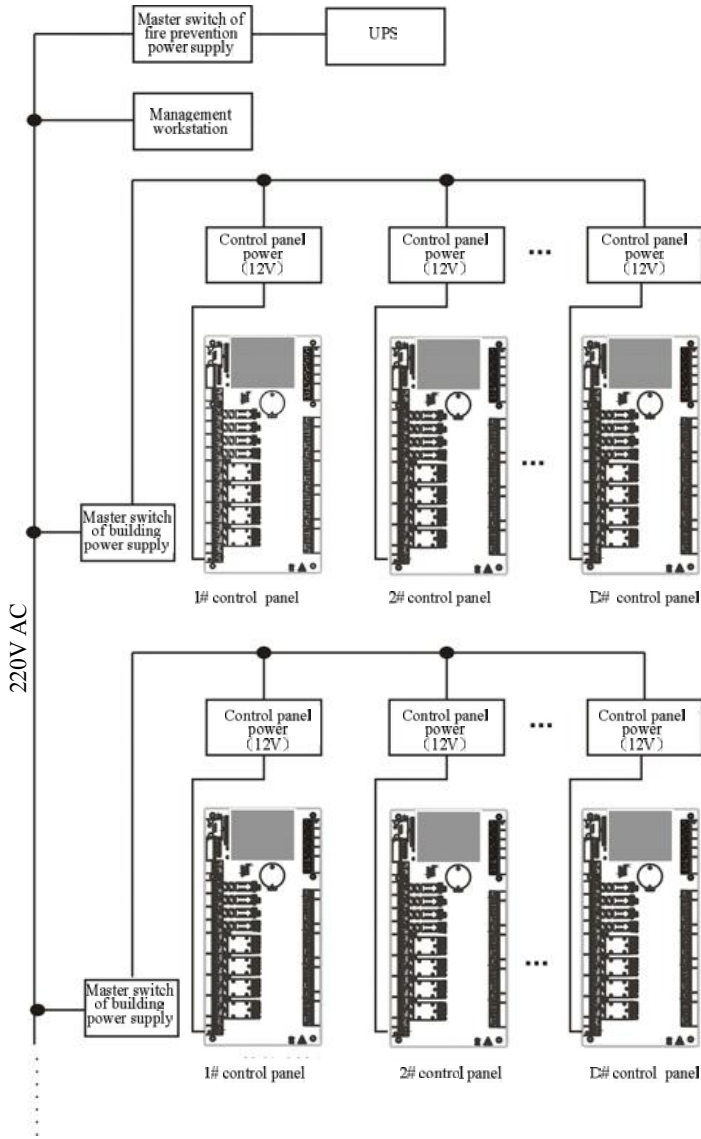 Master switch of
fire prevention
power supply
UPS
Management
workstation
Control panel
power
(12V)
Control panel
power
(12V)
...
Control panel
power
(12V)
...
Master switch
of building
power supply
1# control panel
2# control panel
D# control panel
220V AC
Control panel
power
(12V)
Control panel
power
(12V)
...
Control panel
power
(12V)
...
Master switch
of building
power supply
1# control panel
2# control panel
D# control panel